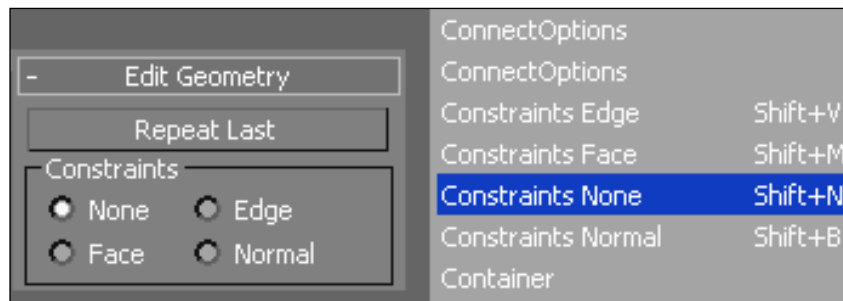 - Edit Geometry
Repeat Last
Constraints
None Edge
Face Normal
ConnectOptions
ConnectOptions
Constraints Edge Shift+V
Constraints Face Shift+M
Constraints None Shift+N
Constraints Normal Shift+B
Container